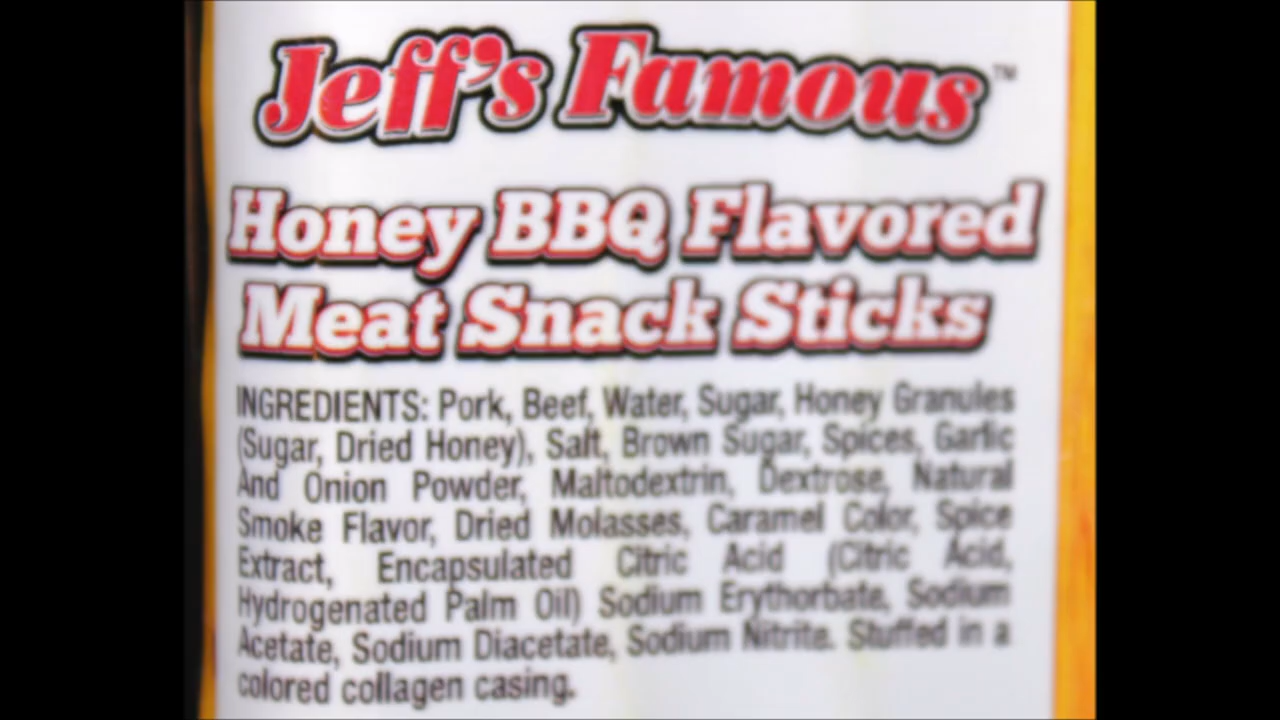 Jeff's Famous™
Honey BBQ Flavored
Meat Snack Sticks
INGREDIENTS: Pork, Beef, Water, Sugar, Honey Granules
(Sugar, Dried Honey), Salt, Brown Sugar, Spices, Garlic
And Onion Powder, Maltodextrin, Dextrose, Natural
Smoke Flavor, Dried Molasses, Caramel Color, Spice
Extract, Encapsulated Citric Acid (Citric Acid,
Hydrogenated Palm Oil) Sodium Erythorbate, Sodium
Acetate, Sodium Diacetate, Sodium Nitrite. Stuffed in a
colored collagen casing.